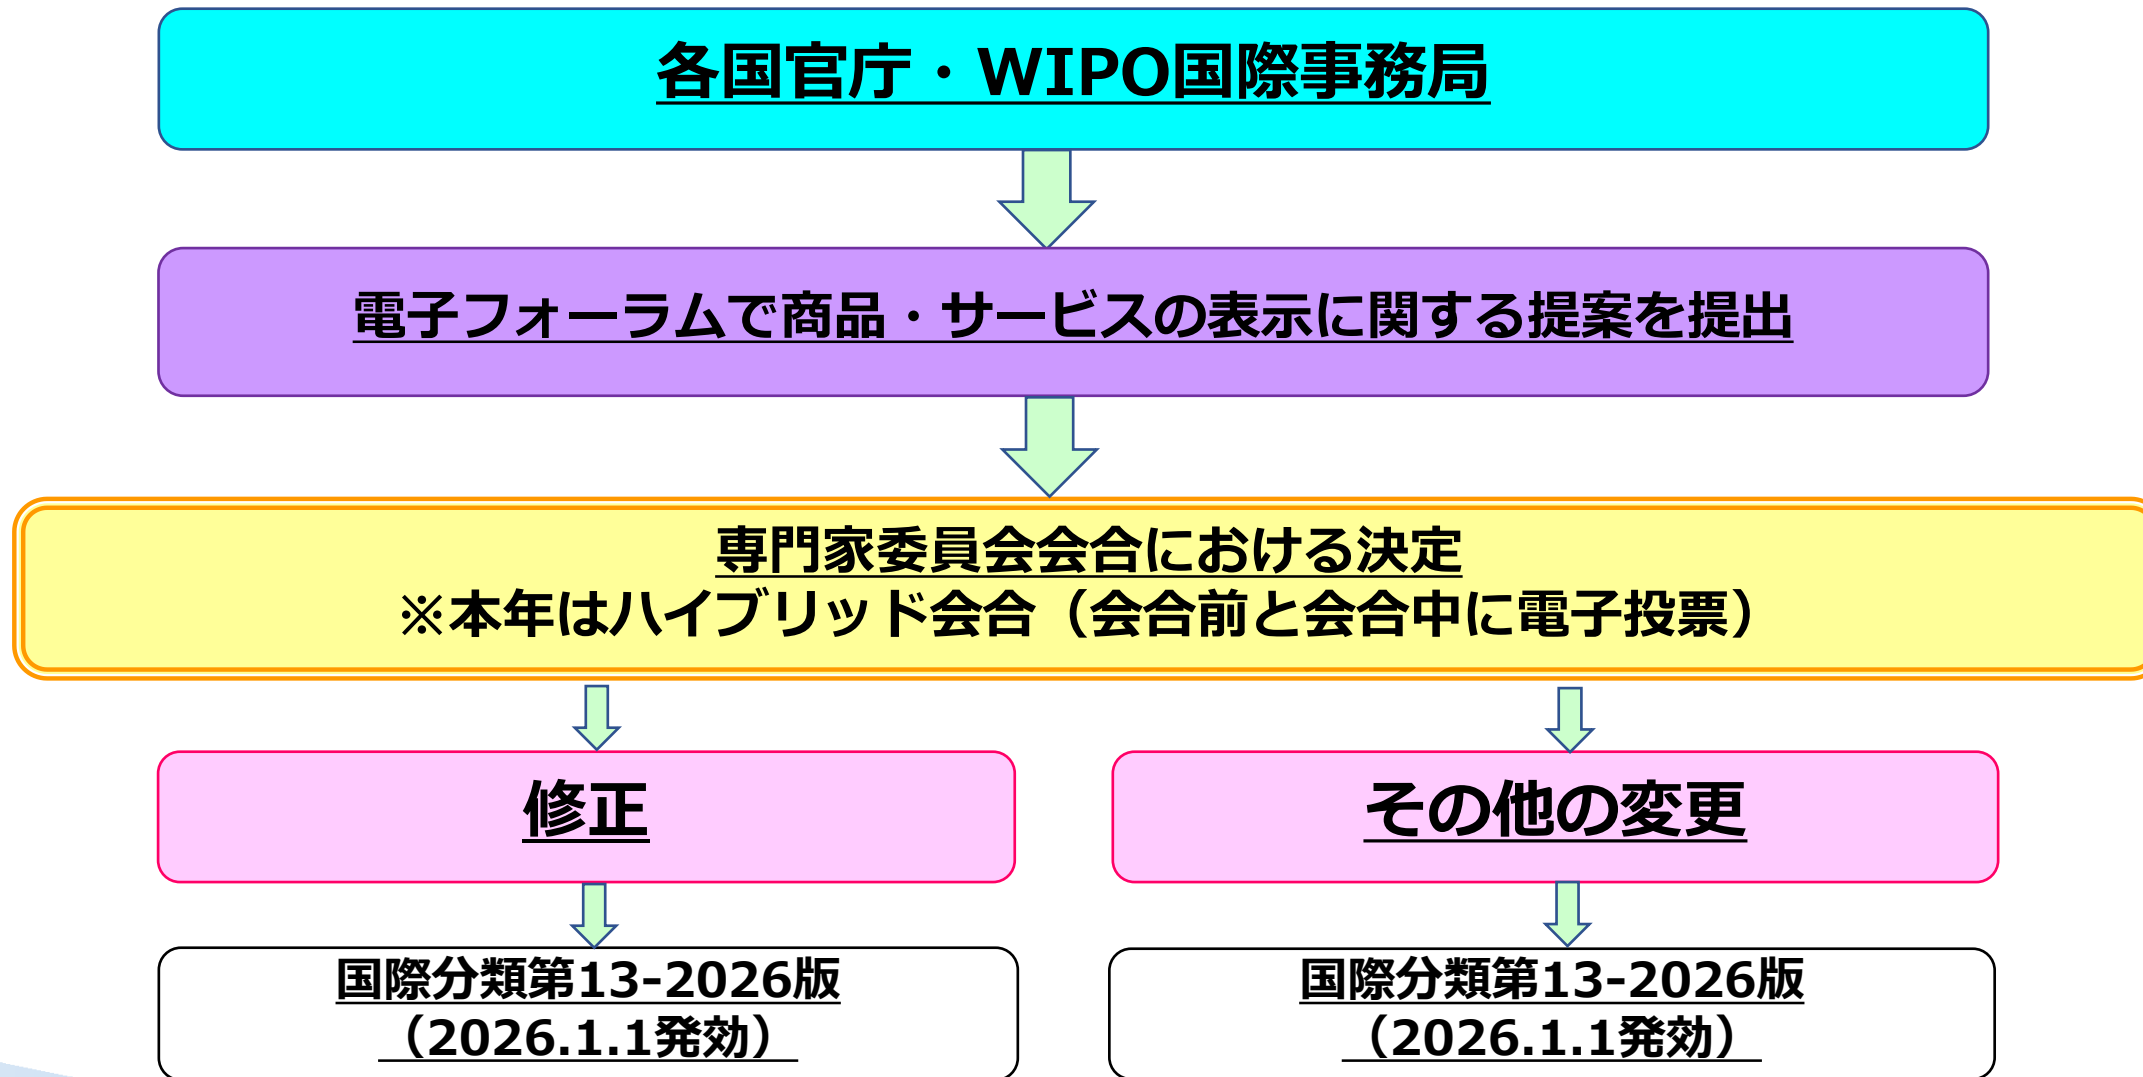 各国官庁・WIPO国際事務局
電子フォーラムで商品・サービスの表示に関する提案を提出
専門家委員会会合における決定
※本年はハイブリッド会合（会合前と会合中に電子投票）
修正
その他の変更
国際分類第13-2026版
（2026.1.1発効）
国際分類第13-2026版
（2026.1.1発効）